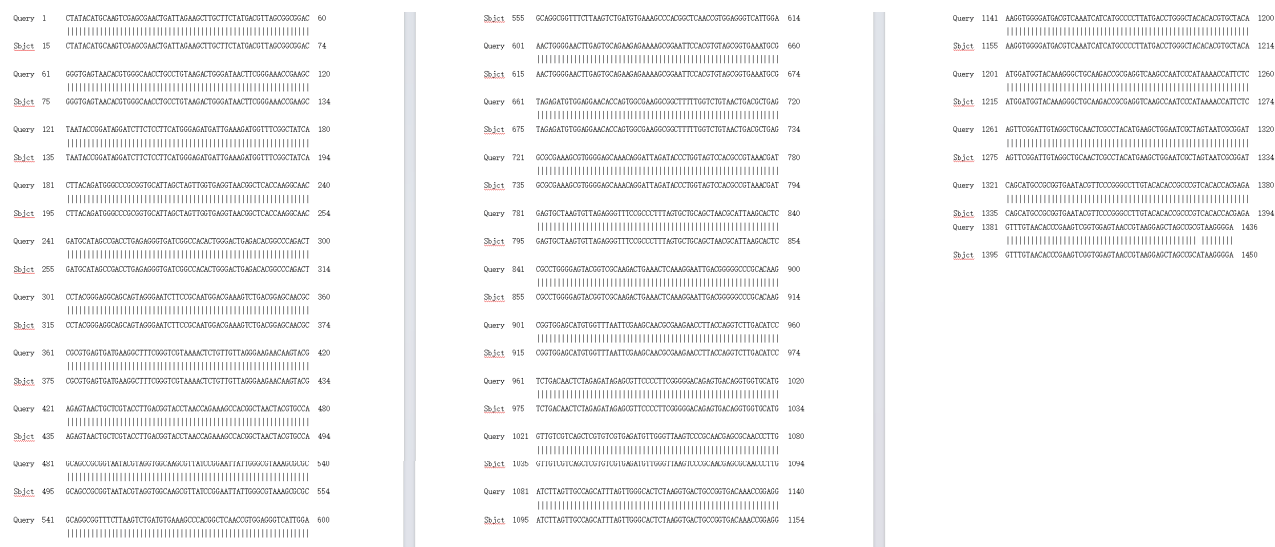 Query 1 CTATACATGCAAGTCGAGCGAACTGATTAGAAGCTTGCTTCTATGACGTTAGCGGCGGAC 60
Sbjct 15 CTATACATGCAAGTCGAGCGAACTGATTAGAAGCTTGCTTCTATGACGTTAGCGGCGGAC 74
Query 61 GGGTGAGTAACACGTGGGCAACCTGCCTGTAAGACTGGGATAACTTCGGGAAACCGAAGC 120
Sbjct 75 GGGTGAGTAACACGTGGGCAACCTGCCTGTAAGACTGGGATAACTTCGGGAAACCGAAGC 134
Query 121 TAATACCGGATAGGATCTTCTCCTTCATGGGAGATGATTGAAAGATGGTTTCGGCTATCA 180
Sbjct 135 TAATACCGGATAGGATCTTCTCCTTCATGGGAGATGATTGAAAGATGGTTTCGGCTATCA 194
Query 181 CTTACAGATGGGCCCGCGGTGCATTAGCTAGTTGGTGAGGTAACGGCTCACCAAGGCAAC 240
Sbjct 195 CTTACAGATGGGCCCGCGGTGCATTAGCTAGTTGGTGAGGTAACGGCTCACCAAGGCAAC 254
Query 241 GATGCATAGCCGACCTGAGAGGGTGATCGGCCACACTGGGACTGAGACACGGCCCAGACT 300
Sbjct 255 GATGCATAGCCGACCTGAGAGGGTGATCGGCCACACTGGGACTGAGACACGGCCCAGACT 314
Query 301 CCTACGGGAGGCAGCAGTAGGGAATCTTCCGCAATGGACGAAAGTCTGACGGAGCAACGC 360
Sbjct 315 CCTACGGGAGGCAGCAGTAGGGAATCTTCCGCAATGGACGAAAGTCTGACGGAGCAACGC 374
Query 361 CGCGTGAGTGATGAAGGCTTTCGGGTCGTAAAACTCTGTTGTTAGGGAAGAACAAGTACG 420
Sbjct 375 CGCGTGAGTGATGAAGGCTTTCGGGTCGTAAAACTCTGTTGTTAGGGAAGAACAAGTACG 434
Query 421 AGAGTAACTGCTCGTACCTTGACGGTACCTAACCAGAAAGCCACGGCTAACTACGTGCCA 480
Sbjct 435 AGAGTAACTGCTCGTACCTTGACGGTACCTAACCAGAAAGCCACGGCTAACTACGTGCCA 494
Query 481 GCAGCCGCGGTAATACGTAGGTGGCAAGCGTTATCCGGAATTATTGGGCGTAAAGCGCGC 540
Sbjct 495 GCAGCCGCGGTAATACGTAGGTGGCAAGCGTTATCCGGAATTATTGGGCGTAAAGCGCGC 554
Query 541 GCAGGCGGTTTCTTAAGTCTGATGTGAAAGCCCACGGCTCAACCGTGGAGGGTCATTGGA 600
Sbjct 555 GCAGGCGGTTTCTTAAGTCTGATGTGAAAGCCCACGGCTCAACCGTGGAGGGTCATTGGA 614
Query 601 AACTGGGGAACTTGAGTGCAGAAGAGAAAAGCGGAATTCCACGTGTAGCGGTGAAATGCG 660
Sbjct 615 AACTGGGGAACTTGAGTGCAGAAGAGAAAAGCGGAATTCCACGTGTAGCGGTGAAATGCG 674
Query 661 TAGAGATGTGGAGGAACACCAGTGGCGAAGGCGGCTTTTTGGTCTGTAACTGACGCTGAG 720
Sbjct 675 TAGAGATGTGGAGGAACACCAGTGGCGAAGGCGGCTTTTTGGTCTGTAACTGACGCTGAG 734
Query 721 GCGCGAAAGCGTGGGGAGCAAACAGGATTAGATACCCTGGTAGTCCACGCCGTAAACGAT 780
Sbjct 735 GCGCGAAAGCGTGGGGAGCAAACAGGATTAGATACCCTGGTAGTCCACGCCGTAAACGAT 794
Query 781 GAGTGCTAAGTGTTAGAGGGTTTCCGCCCTTTAGTGCTGCAGCTAACGCATTAAGCACTC 840
Sbjct 795 GAGTGCTAAGTGTTAGAGGGTTTCCGCCCTTTAGTGCTGCAGCTAACGCATTAAGCACTC 854
Query 841 CGCCTGGGGAGTACGGTCGCAAGACTGAAACTCAAAGGAATTGACGGGGGCCCGCACAAG 900
Sbjct 855 CGCCTGGGGAGTACGGTCGCAAGACTGAAACTCAAAGGAATTGACGGGGGCCCGCACAAG 914
Query 901 CGGTGGAGCATGTGGTTTAATTCGAAGCAACGCGAAGAACCTTACCAGGTCTTGACATCC 960
Sbjct 915 CGGTGGAGCATGTGGTTTAATTCGAAGCAACGCGAAGAACCTTACCAGGTCTTGACATCC 974
Query 961 TCTGACAACTCTAGAGATAGAGCGTTCCCCTTCGGGGGACAGAGTGACAGGTGGTGCATG 1020
Sbjct 975 TCTGACAACTCTAGAGATAGAGCGTTCCCCTTCGGGGGACAGAGTGACAGGTGGTGCATG 1034
Query 1021 GTTGTCGTCAGCTCGTGTCGTGAGATGTTGGGTTAAGTCCCGCAACGAGCGCAACCCTTG 1080
Sbjct 1035 GTTGTCGTCAGCTCGTGTCGTGAGATGTTGGGTTAAGTCCCGCAACGAGCGCAACCCTTG 1094
Query 1081 ATCTTAGTTGCCAGCATTTAGTTGGGCACTCTAAGGTGACTGCCGGTGACAAACCGGAGG 1140
Sbjct 1095 ATCTTAGTTGCCAGCATTTAGTTGGGCACTCTAAGGTGACTGCCGGTGACAAACCGGAGG 1154
Query 1141 AAGGTGGGGATGACGTCAAATCATCATGCCCCTTATGACCTGGGCTACACACGTGCTACA 1200
Sbjct 1155 AAGGTGGGGATGACGTCAAATCATCATGCCCCTTATGACCTGGGCTACACACGTGCTACA 1214
Query 1201 ATGGATGGTACAAAGGGCTGCAAGACCGCGAGGTCAAGCCAATCCCATAAAACCATTCTC 1260
Sbjct 1215 ATGGATGGTACAAAGGGCTGCAAGACCGCGAGGTCAAGCCAATCCCATAAAACCATTCTC 1274
Query 1261 AGTTCGGATTGTAGGCTGCAACTCGCCTACATGAAGCTGGAATCGCTAGTAATCGCGGAT 1320
Sbjct 1275 AGTTCGGATTGTAGGCTGCAACTCGCCTACATGAAGCTGGAATCGCTAGTAATCGCGGAT 1334
Query 1321 CAGCATGCCGCGGTGAATACGTTCCCGGGCCTTGTACACACCGCCCGTCACACCACGAGA 1380
Sbjct 1335 CAGCATGCCGCGGTGAATACGTTCCCGGGCCTTGTACACACCGCCCGTCACACCACGAGA 1394
Query 1381 GTTTGTAACACCCGAAGTCGGTGGAGTAACCGTAAGGAGCTAGCCGCGTAAGGGGA 1436
Sbjct 1395 GTTTGTAACACCCGAAGTCGGTGGAGTAACCGTAAGGAGCTAGCCGCATAAGGGGA 1450